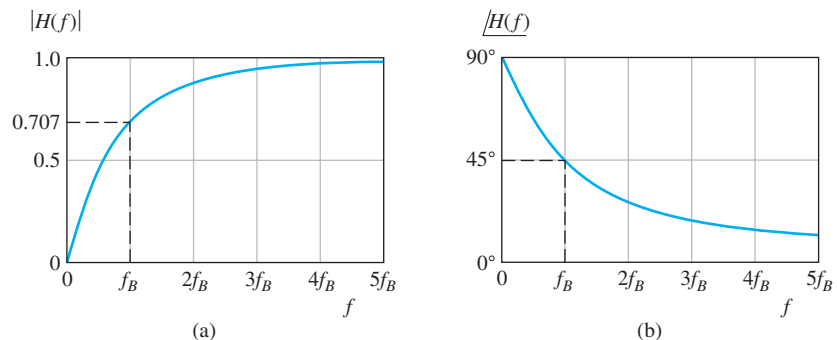 |H(f)|
1.0
0.707
0.5
0
0 f_B 2f_B 3f_B 4f_B 5f_B
f
(a)
∠H(f)
90°
45°
0°
0 f_B 2f_B 3f_B 4f_B 5f_B
f
(b)